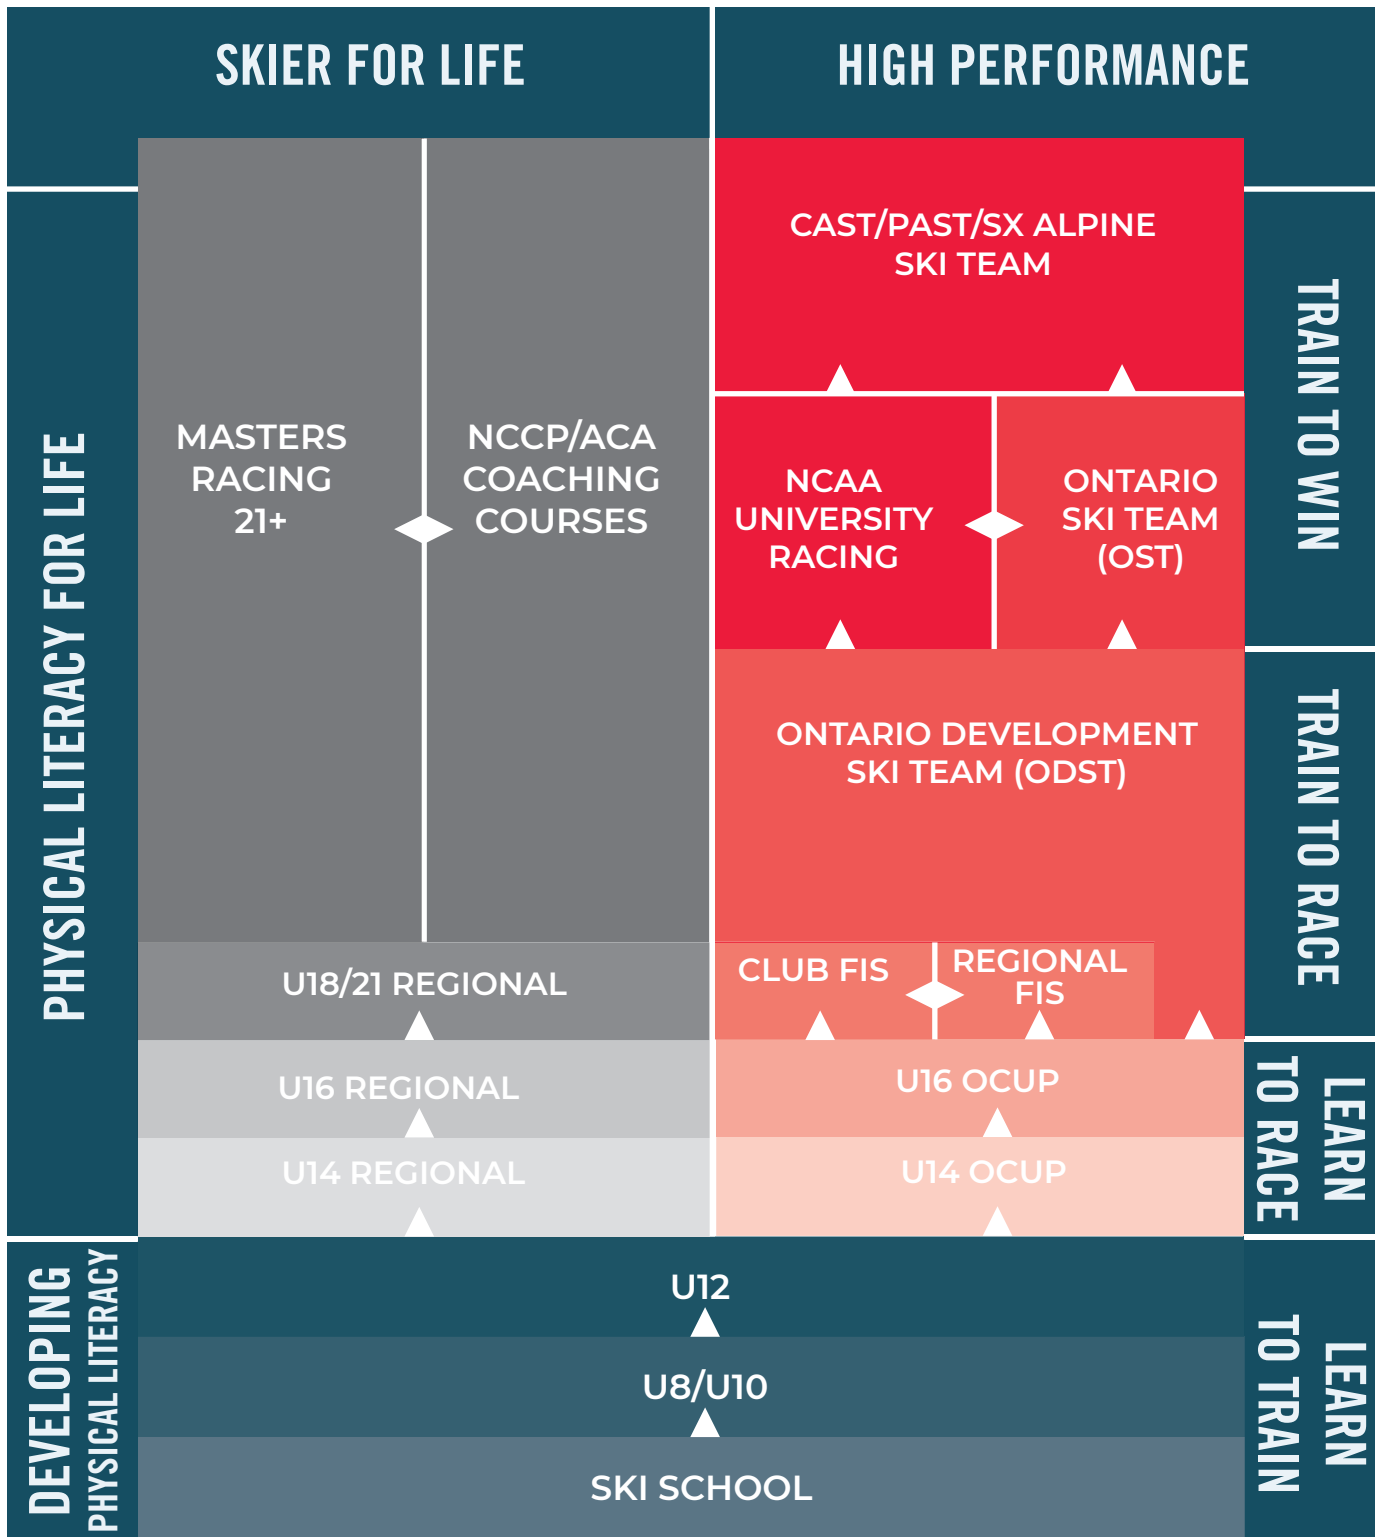 SKIER FOR LIFE
HIGH PERFORMANCE
PHYSICAL LITERACY FOR LIFE
MASTERS
RACING
21+
NCCP/ACA
COACHING
COURSES
CAST/PAST/SX ALPINE
SKI TEAM
NCAA
UNIVERSITY
RACING
ONTARIO
SKI TEAM
(OST)
TRAIN TO WIN
ONTARIO DEVELOPMENT
SKI TEAM (ODST)
TRAIN TO RACE
U18/21 REGIONAL
CLUB FIS
REGIONAL
FIS
U16 REGIONAL
U16 OCUP
U14 REGIONAL
U14 OCUP
LEARN
TO RACE
DEVELOPING
PHYSICAL LITERACY
U12
U8/U10
SKI SCHOOL
LEARN
TO TRAIN